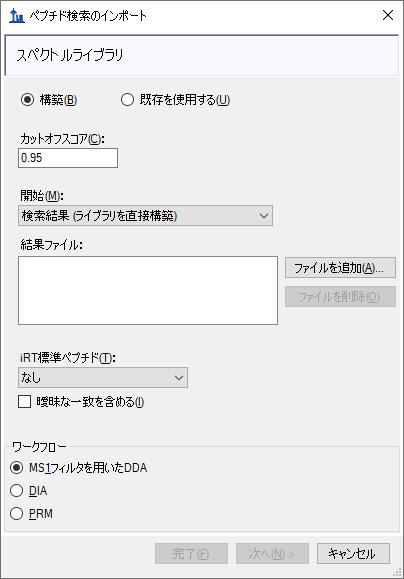 ペプチド検索のインポート
スペクトルライブラリ
構築(B) 既存を使用する(U)
カットオフスコア(C):
0.95
開始(M):
検索結果 (ライブラリを直接構築)
結果ファイル:
ファイルを追加(A)...
ファイルを削除(O)
iRT標準ペプチド(T):
なし
曖昧な一致を含める(I)
ワークフロー
MS1フィルタを用いたDDA
DIA
PRM
完了(F) 次へ(N) > キャンセル